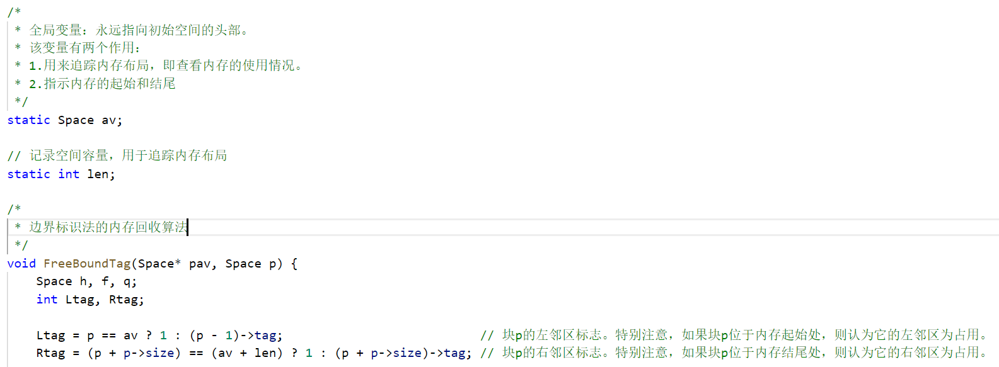 /*
 * 全局变量：永远指向初始空间的头部。
 * 该变量有两个作用：
 * 1.用来追踪内存布局，即查看内存的使用情况。
 * 2.指示内存的起始和结尾
 */
static Space av;
// 记录空间容量，用于追踪内存布局
static int len;
/*
 * 边界标识法的内存回收算法
 */
void FreeBoundTag(Space* pav, Space p) {
    Space h, f, q;
    int Ltag, Rtag;
    Ltag = p == av ? 1 : (p - 1)->tag;                           // 块p的左邻区标志。特别注意，如果块p位于内存起始处，则认为它的左邻区为占用。
    Rtag = (p + p->size) == (av + len) ? 1 : (p + p->size)->tag; // 块p的右邻区标志。特别注意，如果块p位于内存结尾处，则认为它的右邻区为占用。